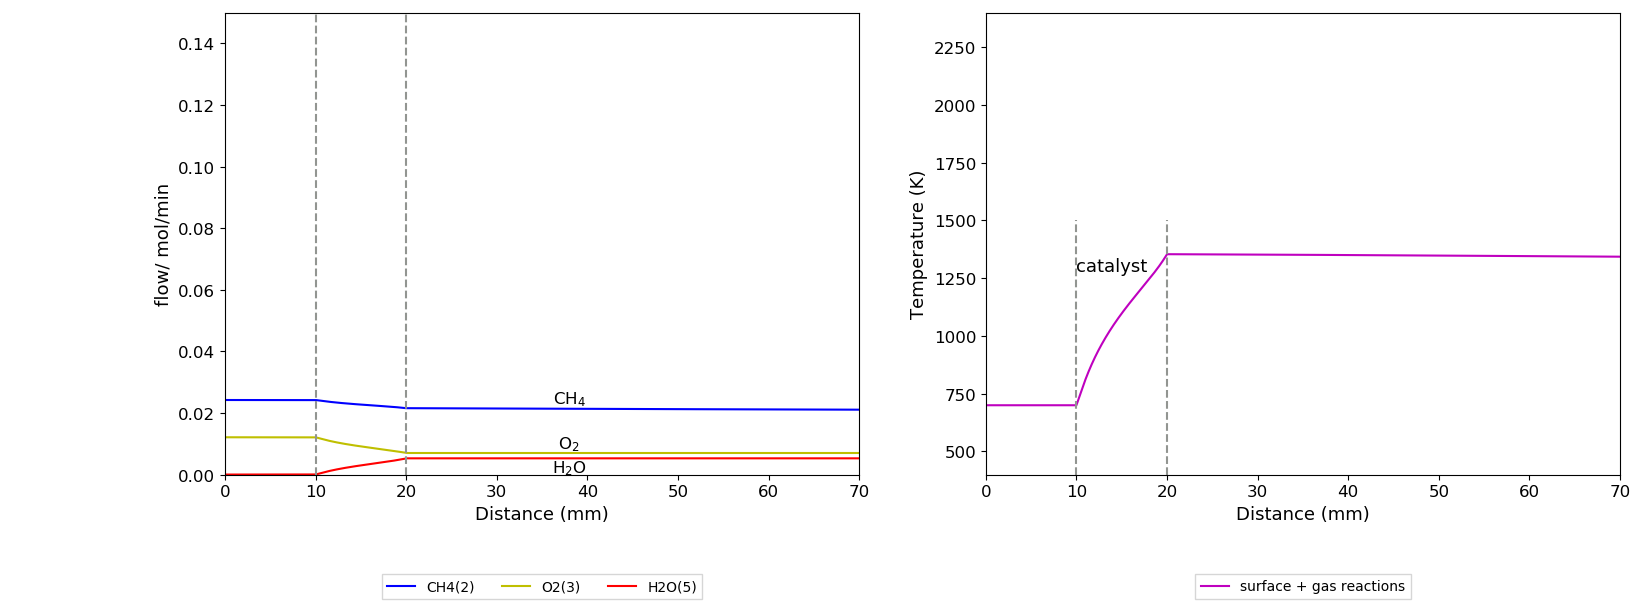 0.14
0.12
0.10
0.08
0.06
0.04
0.02
0.00
flow/ mol/min
CH4
O2
H2O
0 10 20 30 40 50 60 70
Distance (mm)
CH4(2) O2(3) H2O(5)
2250
2000
1750
1500
1250
1000
750
500
Temperature (K)
catalyst
0 10 20 30 40 50 60 70
Distance (mm)
surface + gas reactions